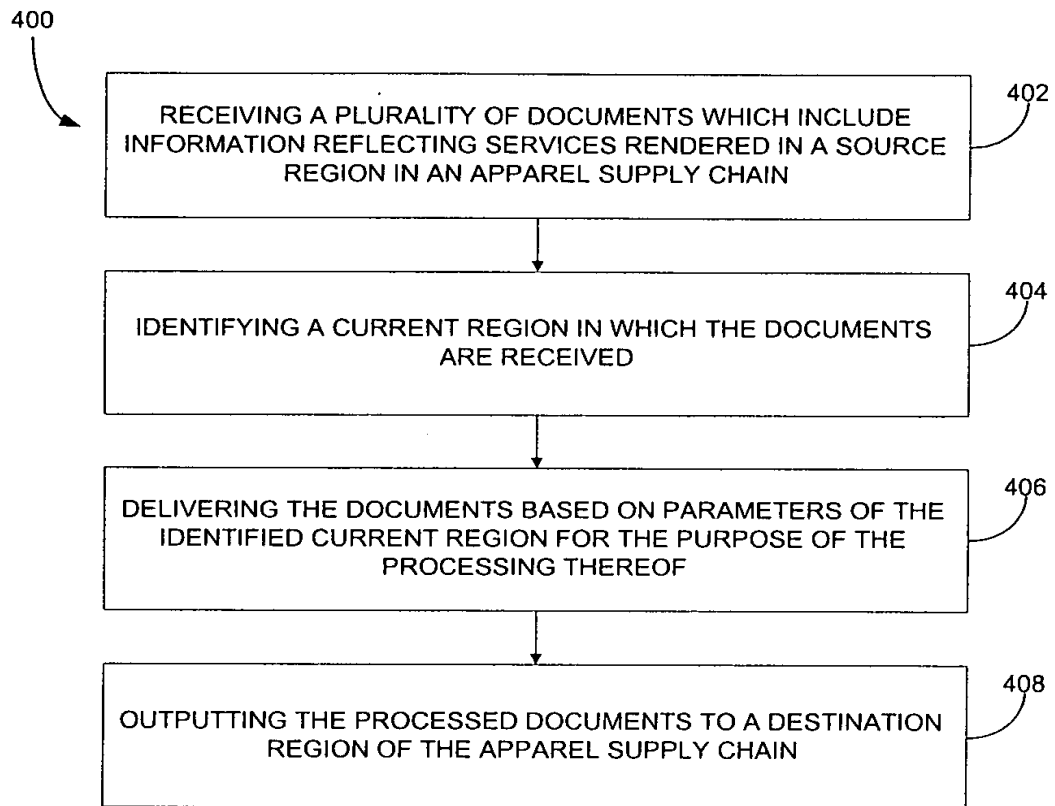 400
RECEIVING A PLURALITY OF DOCUMENTS WHICH INCLUDE
INFORMATION REFLECTING SERVICES RENDERED IN A SOURCE
REGION IN AN APPAREL SUPPLY CHAIN
402
IDENTIFYING A CURRENT REGION IN WHICH THE DOCUMENTS
ARE RECEIVED
404
DELIVERING THE DOCUMENTS BASED ON PARAMETERS OF THE
IDENTIFIED CURRENT REGION FOR THE PURPOSE OF THE
PROCESSING THEREOF
406
OUTPUTTING THE PROCESSED DOCUMENTS TO A DESTINATION
REGION OF THE APPAREL SUPPLY CHAIN
408